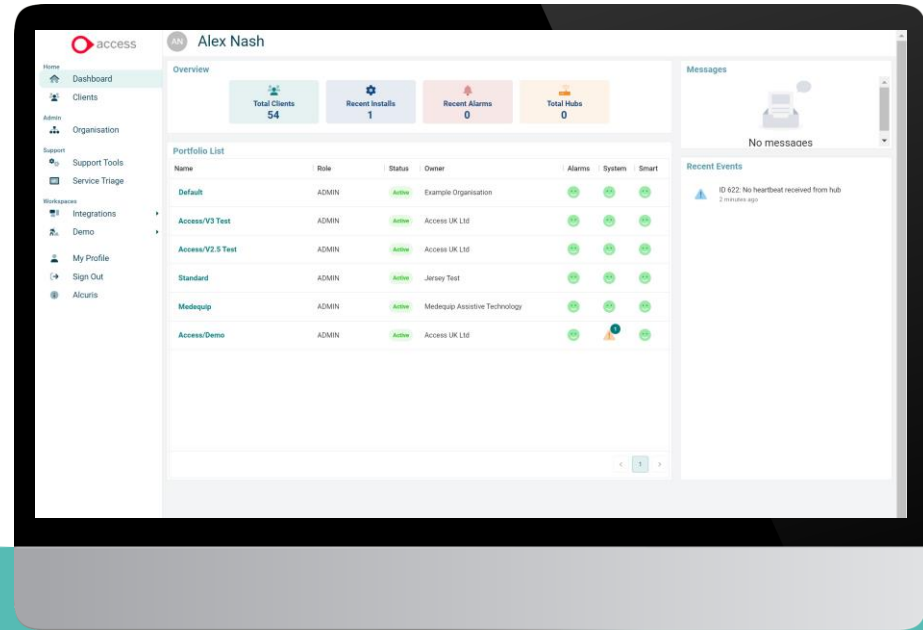 access
Home
Dashboard
Clients
Admin
Organisation
Support
Support Tools
Service Triage
Workspaces
Integrations
Demo
My Profile
Sign Out
Alcuris
AN Alex Nash
Overview
Total Clients
54
Recent Installs
1
Recent Alarms
0
Total Hubs
0
Portfolio List
Name Role Status Owner Alarms System Smart
Default ADMIN Active Example Organisation
Access/V3 Test ADMIN Active Access UK Ltd
Access/V2.5 Test ADMIN Active Access UK Ltd
Standard ADMIN Active Jersey Test
Medequip ADMIN Active Medequip Assistive Technology
Access/Demo ADMIN Active Access UK Ltd 1
1
Messages
No messages
Recent Events
ID 622: No heartbeat received from hub
2 minutes ago